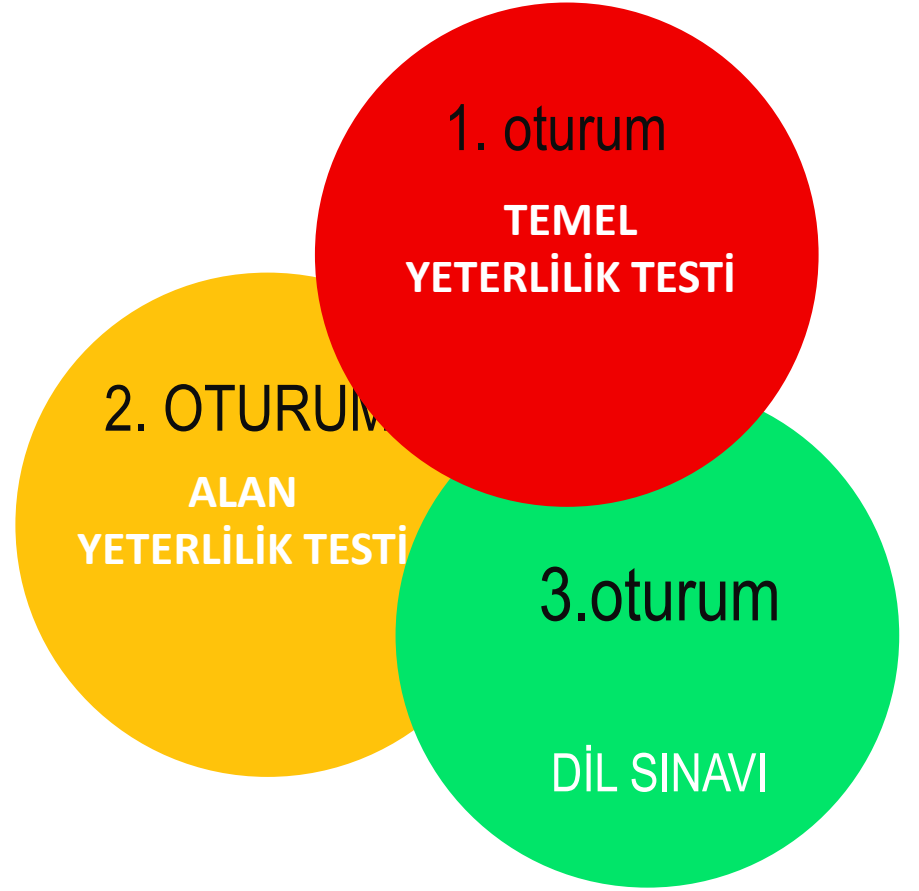 1. oturum
TEMEL
YETERLİLİK TESTİ
2. OTURUM
ALAN
YETERLİLİK TESTİ
3.oturum
DİL SINAVI